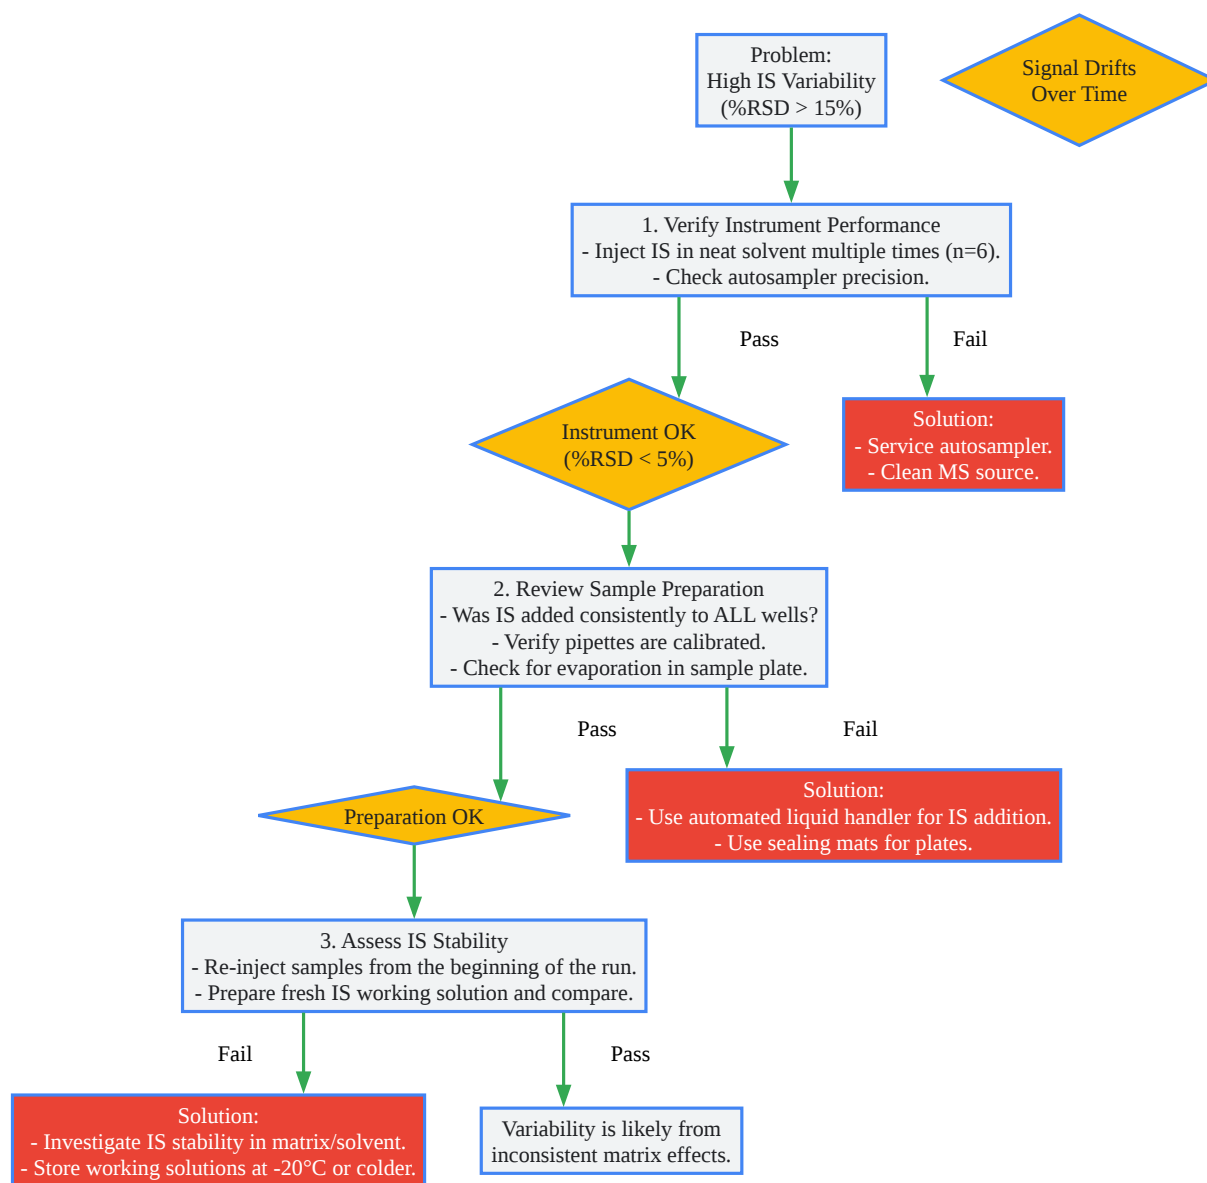 Problem:
High IS Variability
(%RSD > 15%)
Signal Drifts
Over Time
1. Verify Instrument Performance
- Inject IS in neat solvent multiple times (n=6).
- Check autosampler precision.
Pass
Fail
Instrument OK
(%RSD < 5%)
Solution:
- Service autosampler.
- Clean MS source.
2. Review Sample Preparation
- Was IS added consistently to ALL wells?
- Verify pipettes are calibrated.
- Check for evaporation in sample plate.
Pass
Fail
Preparation OK
Solution:
- Use automated liquid handler for IS addition.
- Use sealing mats for plates.
3. Assess IS Stability
- Re-inject samples from the beginning of the run.
- Prepare fresh IS working solution and compare.
Fail
Pass
Solution:
- Investigate IS stability in matrix/solvent.
- Store working solutions at -20°C or colder.
Variability is likely from
inconsistent matrix effects.